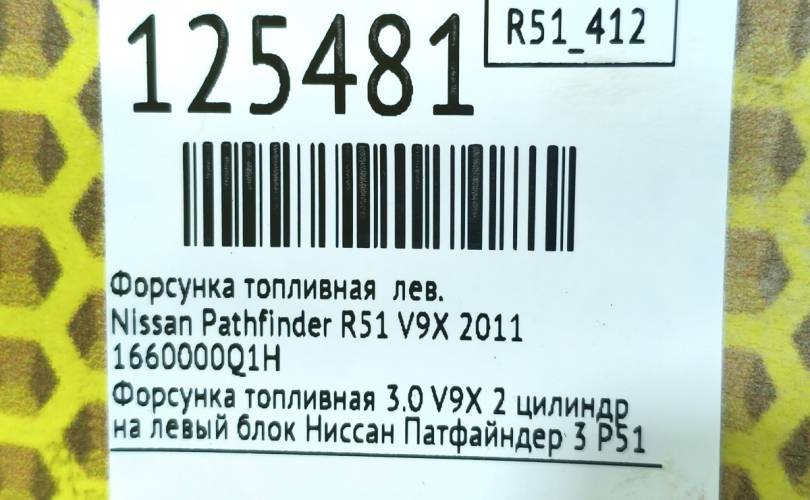 125481
R51_412
Форсунка топливная лев.
Nissan Pathfinder R51 V9X 2011
1660000Q1H
Форсунка топливная 3.0 V9X 2 цилиндр
на левый блок Ниссан Патфайндер 3 Р51